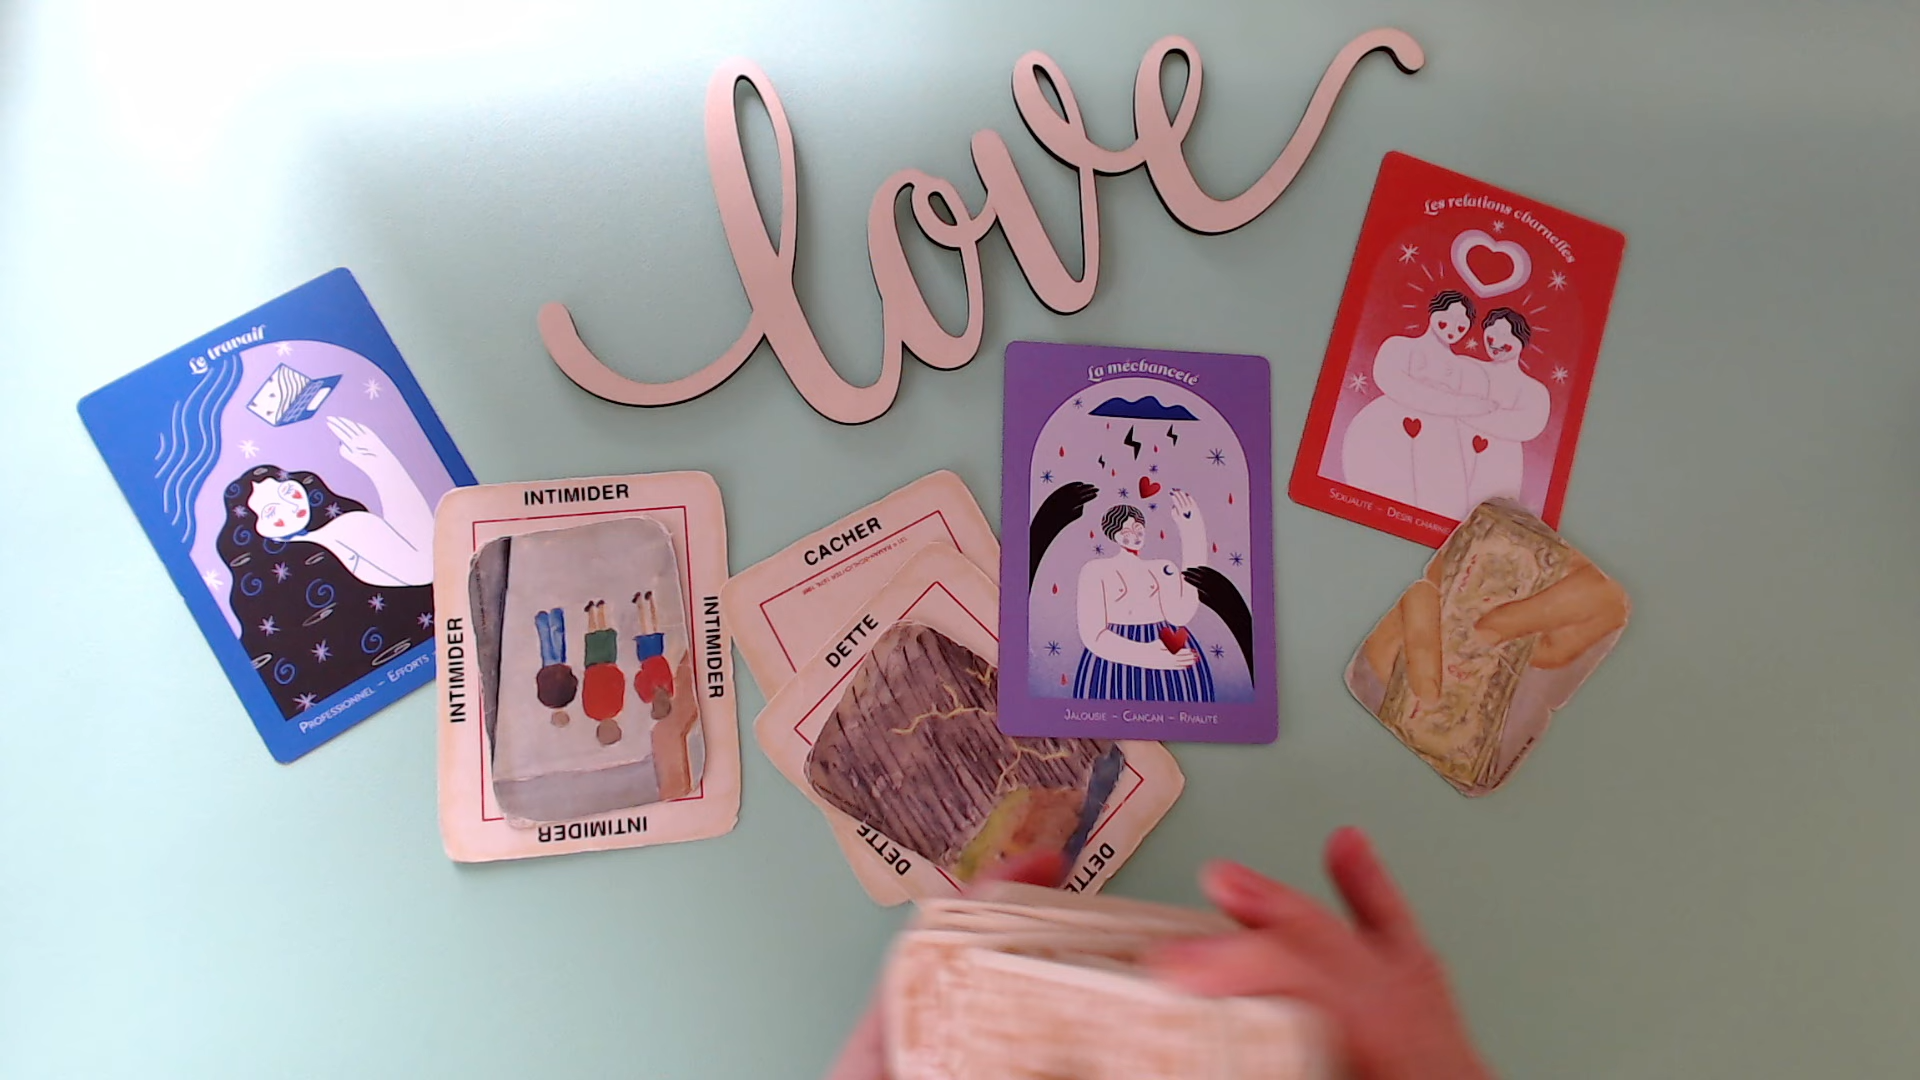 love
Les relations charnelles
Sexualité – Désir charne
Le travail
Professionnel – Efforts –
La méchanceté
Jalousie – Cancan – Rivalité
INTIMIDER
INTIMIDER
INTIMIDER
INTIMIDER
CACHER
DETTE
DETTE
DETTE